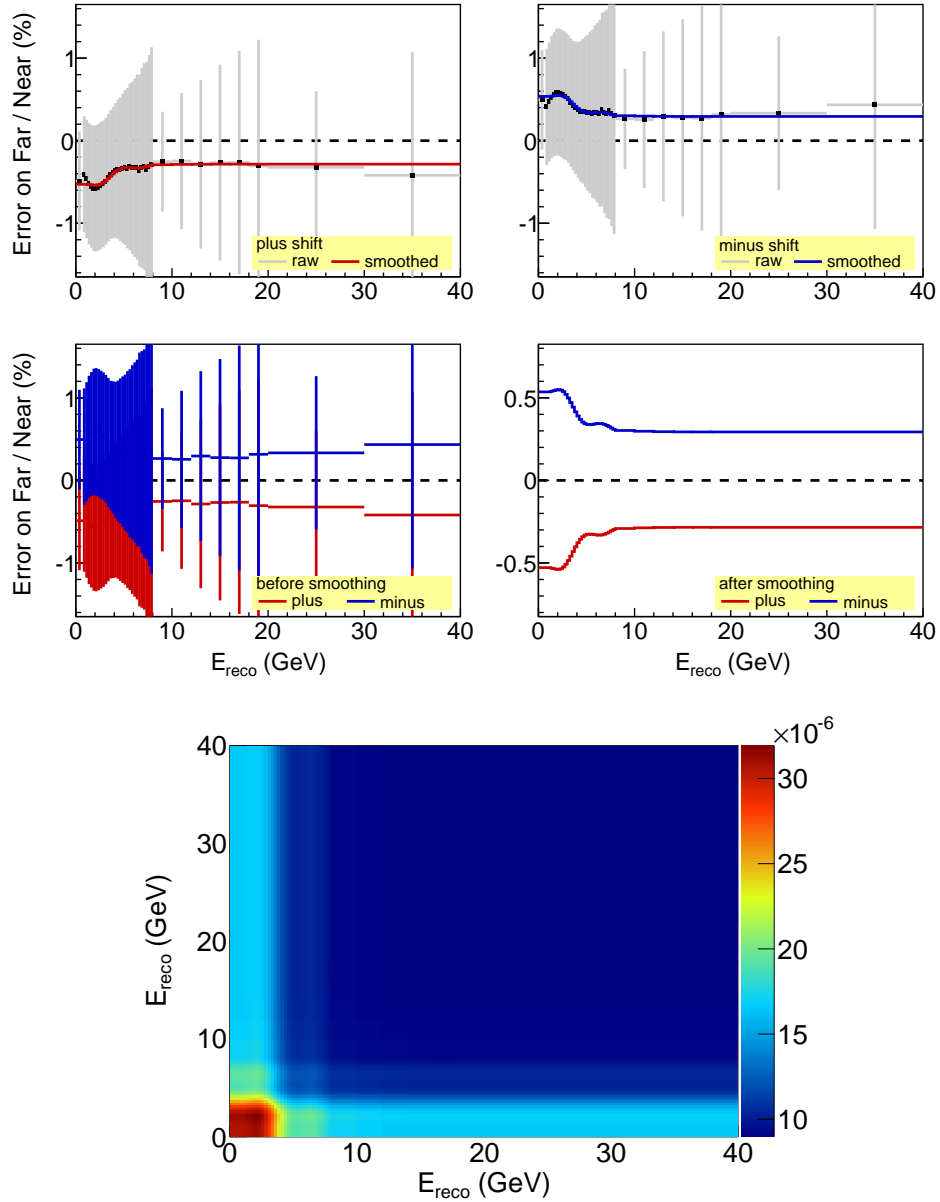 Error on Far / Near (%)
1
0
-1
plus shift
raw smoothed
0 10 20 30 40
1
0
-1
minus shift
raw smoothed
0 10 20 30 40
Error on Far / Near (%)
1
0
-1
before smoothing
plus minus
0 10 20 30 40
E_reco (GeV)
0.5
0
-0.5
after smoothing
plus minus
0 10 20 30 40
E_reco (GeV)
×10^-6
E_reco (GeV)
40
30
20
10
0
0 10 20 30 40
E_reco (GeV)
30
25
20
15
10